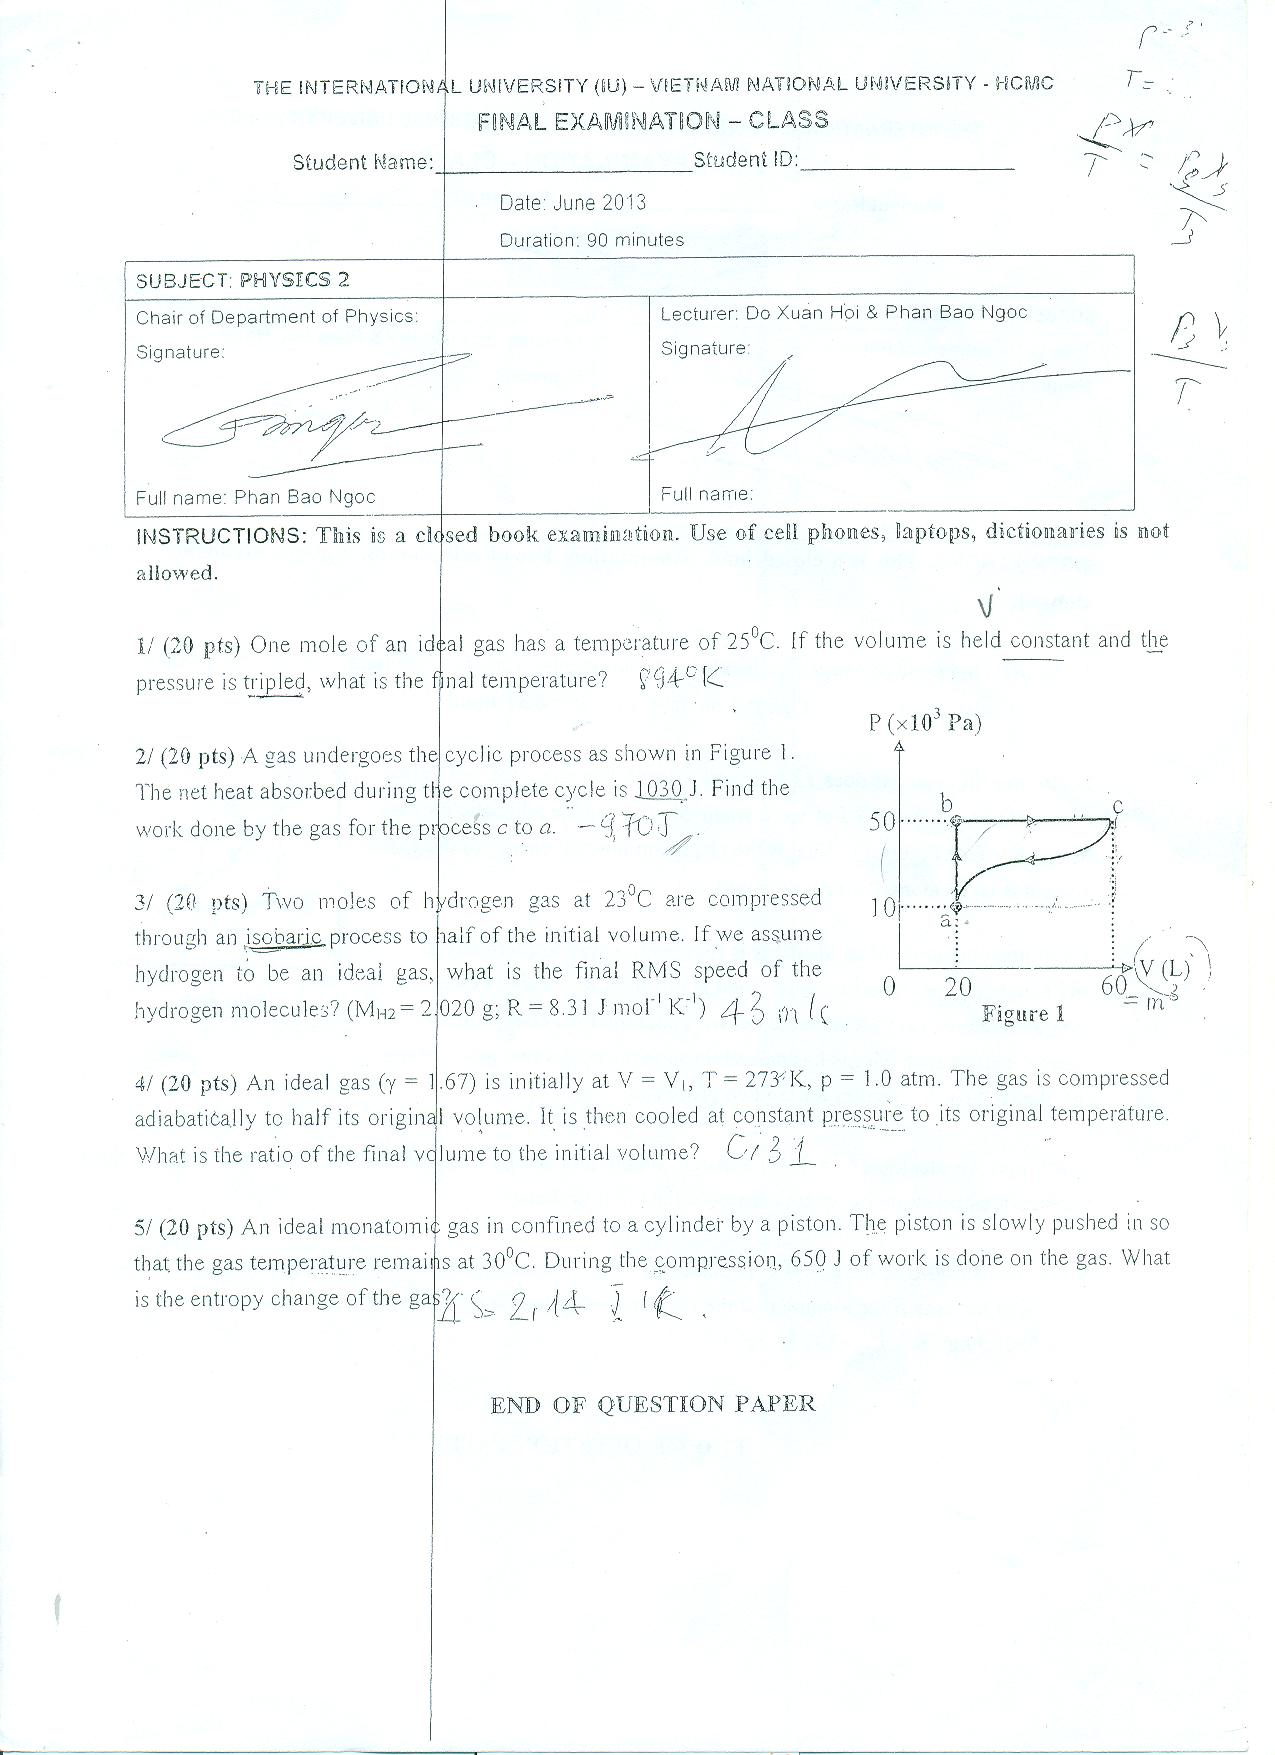 P = 3
T =
THE INTERNATIONAL UNIVERSITY (IU) – VIETNAM NATIONAL UNIVERSITY - HCMC
FINAL EXAMINATION – CLASS
Student Name: Student ID:
Date: June 2013
Duration: 90 minutes
SUBJECT: PHYSICS 2
Chair of Department of Physics:
Signature:
Full name: Phan Bao Ngoc
Lecturer: Do Xuan Hoi & Phan Bao Ngoc
Signature:
Full name:
INSTRUCTIONS: This is a closed book examination. Use of cell phones, laptops, dictionaries is not
allowed.
V
1/ (20 pts) One mole of an ideal gas has a temperature of 25⁰C. If the volume is held constant and the
pressure is tripled, what is the final temperature? 894°K
2/ (20 pts) A gas undergoes the cyclic process as shown in Figure 1.
The net heat absorbed during the complete cycle is 1030 J. Find the
work done by the gas for the process c to a. -970J
3/ (20 pts) Two moles of hydrogen gas at 23⁰C are compressed
through an isobaric process to half of the initial volume. If we assume
hydrogen to be an ideal gas, what is the final RMS speed of the
hydrogen molecules? (M_H2 = 2.020 g; R = 8.31 J mol⁻¹ K⁻¹) 43 m/s
P (×10³ Pa)
b c
50
10
a
0 20 60 V (L)
= m⁻³
Figure 1
4/ (20 pts) An ideal gas (γ = 1.67) is initially at V = V₁, T = 273 K, p = 1.0 atm. The gas is compressed
adiabatically to half its original volume. It is then cooled at constant pressure to its original temperature.
What is the ratio of the final volume to the initial volume? 0,31
5/ (20 pts) An ideal monatomic gas in confined to a cylinder by a piston. The piston is slowly pushed in so
that the gas temperature remains at 30⁰C. During the compression, 650 J of work is done on the gas. What
is the entropy change of the gas? 2,14 J/K.
END OF QUESTION PAPER